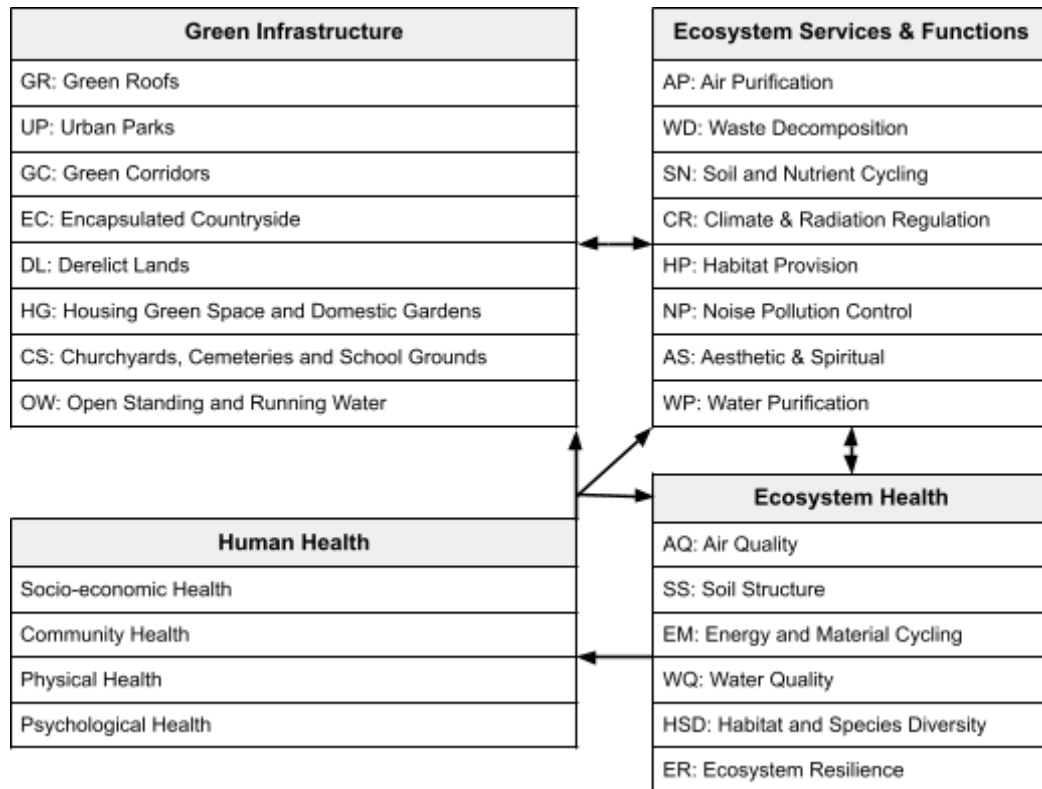 Green Infrastructure
GR: Green Roofs
UP: Urban Parks
GC: Green Corridors
EC: Encapsulated Countryside
DL: Derelict Lands
HG: Housing Green Space and Domestic Gardens
CS: Churchyards, Cemeteries and School Grounds
OW: Open Standing and Running Water
Ecosystem Services & Functions
AP: Air Purification
WD: Waste Decomposition
SN: Soil and Nutrient Cycling
CR: Climate & Radiation Regulation
HP: Habitat Provision
NP: Noise Pollution Control
AS: Aesthetic & Spiritual
WP: Water Purification
Human Health
Socio-economic Health
Community Health
Physical Health
Psychological Health
Ecosystem Health
AQ: Air Quality
SS: Soil Structure
EM: Energy and Material Cycling
WQ: Water Quality
HSD: Habitat and Species Diversity
ER: Ecosystem Resilience